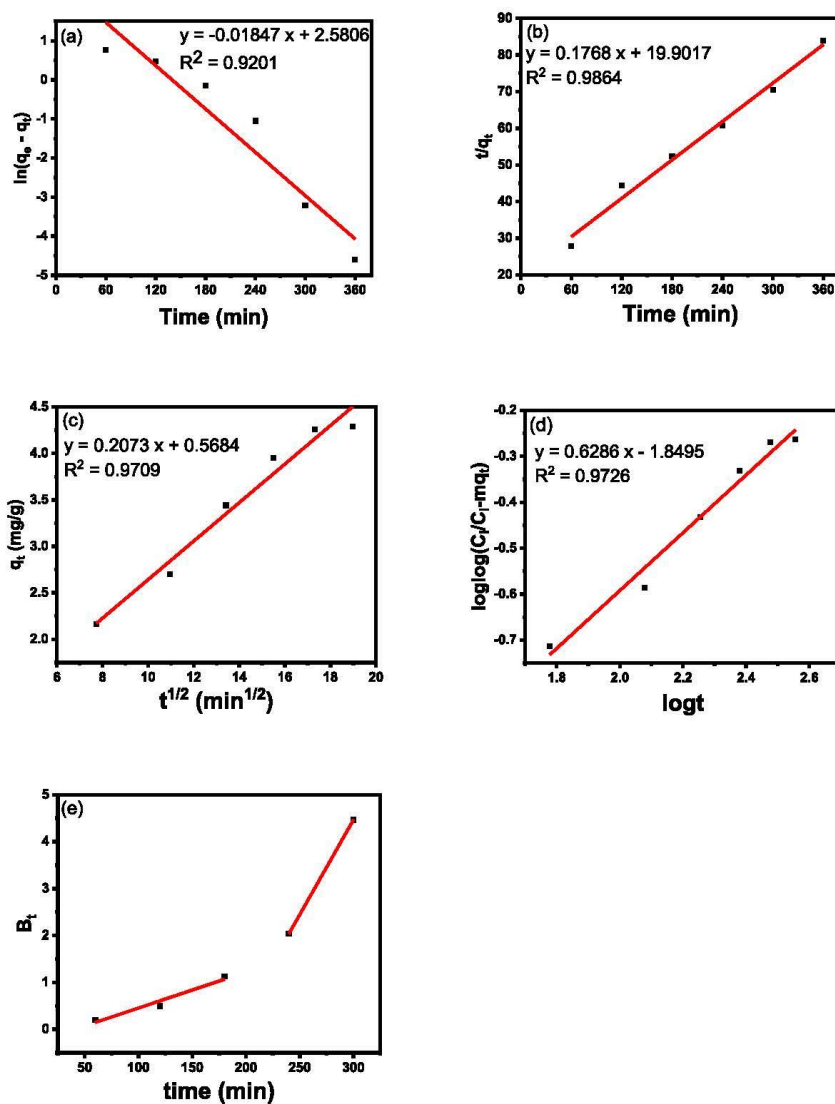 (a)
y = -0.01847 x + 2.5806
R² = 0.9201
ln(qe - qt)
1
0
-1
-2
-3
-4
-5
0 60 120 180 240 300 360
Time (min)
(b)
y = 0.1768 x + 19.9017
R² = 0.9864
t/qt
90
80
70
60
50
40
30
20
0 60 120 180 240 300 360
Time (min)
(c)
y = 0.2073 x + 0.5684
R² = 0.9709
qt (mg/g)
4.5
4.0
3.5
3.0
2.5
2.0
6 8 10 12 14 16 18 20
t1/2 (min1/2)
(d)
y = 0.6286 x - 1.8495
R² = 0.9726
loglog(Ci/Ci-mqt)
-0.2
-0.3
-0.4
-0.5
-0.6
-0.7
1.8 2.0 2.2 2.4 2.6
logt
(e)
Bt
5
4
3
2
1
0
50 100 150 200 250 300
time (min)